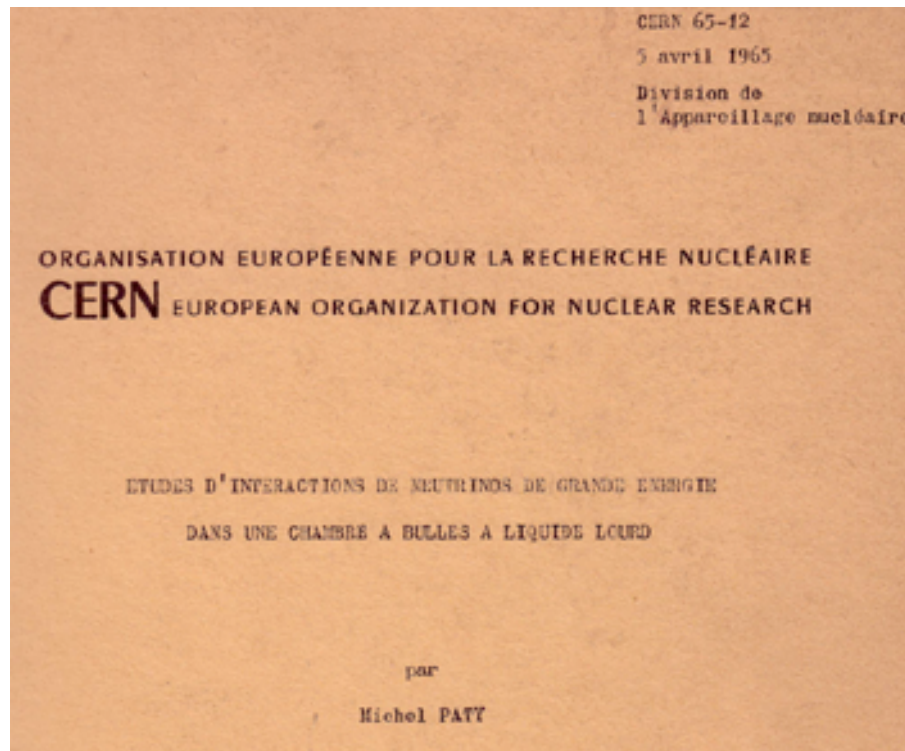 CERN 65-12
5 avril 1965
Division de
l'Appareillage nucléaire
ORGANISATION EUROPÉENNE POUR LA RECHERCHE NUCLÉAIRE
CERN EUROPEAN ORGANIZATION FOR NUCLEAR RESEARCH
ETUDES D'INTERACTIONS DE NEUTRINOS DE GRANDE ENERGIE
DANS UNE CHAMBRE A BULLES A LIQUIDE LOURD
par
Michel PATY